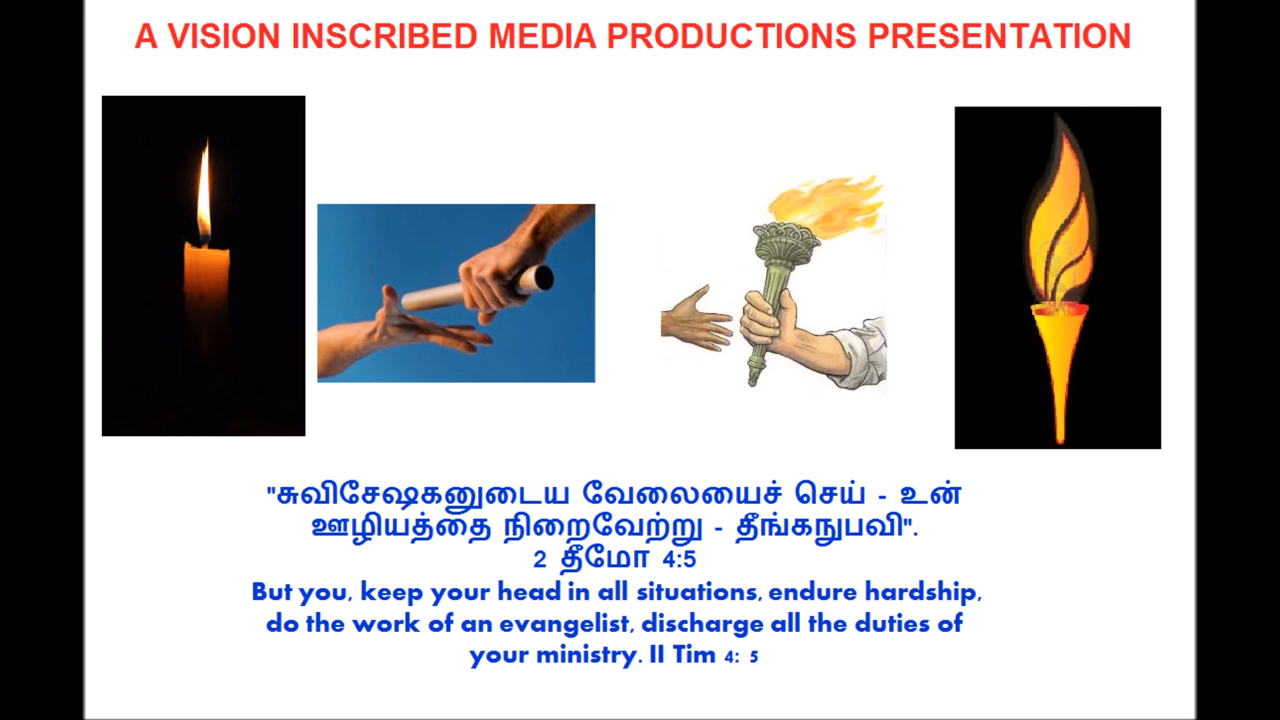 A VISION INSCRIBED MEDIA PRODUCTIONS PRESENTATION
"சுவிசேஷகனுடைய வேலையைச் செய் - உன்
ஊழியத்தை நிறைவேற்று - தீங்கநுபவி".
2 தீமோ 4:5
But you, keep your head in all situations, endure hardship,
do the work of an evangelist, discharge all the duties of
your ministry. II Tim 4: 5